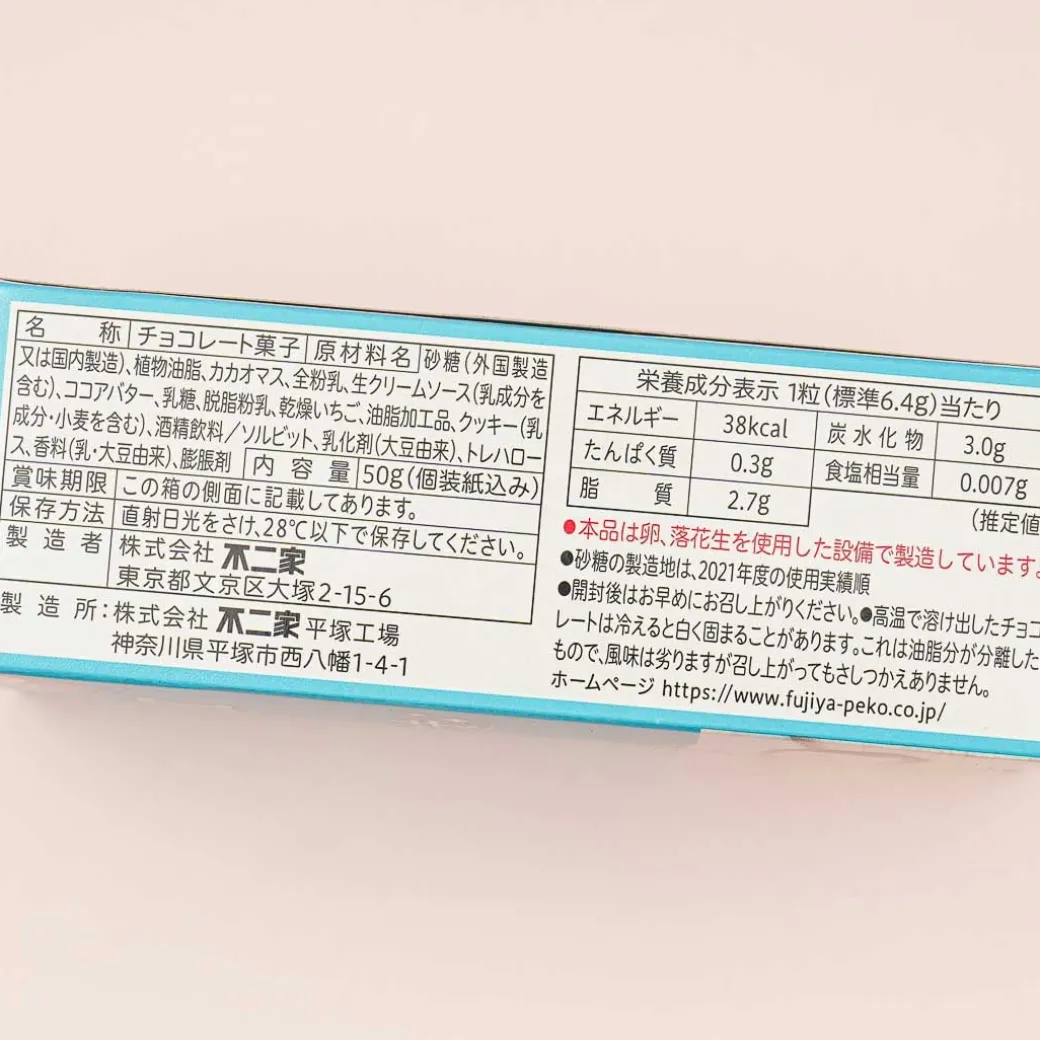 名称 チョコレート菓子 原材料名 砂糖(外国製造
又は国内製造)、植物油脂、カカオマス、全粉乳、生クリームソース(乳成分を
含む)、ココアバター、乳糖、脱脂粉乳、乾燥いちご、油脂加工品、クッキー(乳
成分・小麦を含む)、酒精飲料/ソルビット、乳化剤(大豆由来)、トレハロー
ス、香料(乳・大豆由来)、膨脹剤 内容量 50g(個装紙込み)
賞味期限 この箱の側面に記載してあります。
保存方法 直射日光をさけ、28℃以下で保存してください。
製造者 株式会社 不二家
東京都文京区大塚2-15-6
製造所:株式会社 不二家 平塚工場
神奈川県平塚市西八幡1-4-1
栄養成分表示 1粒(標準6.4g)当たり
エネルギー 38kcal 炭水化物 3.0g
たんぱく質 0.3g 食塩相当量 0.007g
脂質 2.7g
(推定値
●本品は卵、落花生を使用した設備で製造しています。
●砂糖の製造地は、2021年度の使用実績順
●開封後はお早めにお召し上がりください。●高温で溶け出したチョコ
レートは冷えると白く固まることがあります。これは油脂分が分離した
もので、風味は劣りますが召し上がってもさしつかえありません。
ホームページ https://www.fujiya-peko.co.jp/